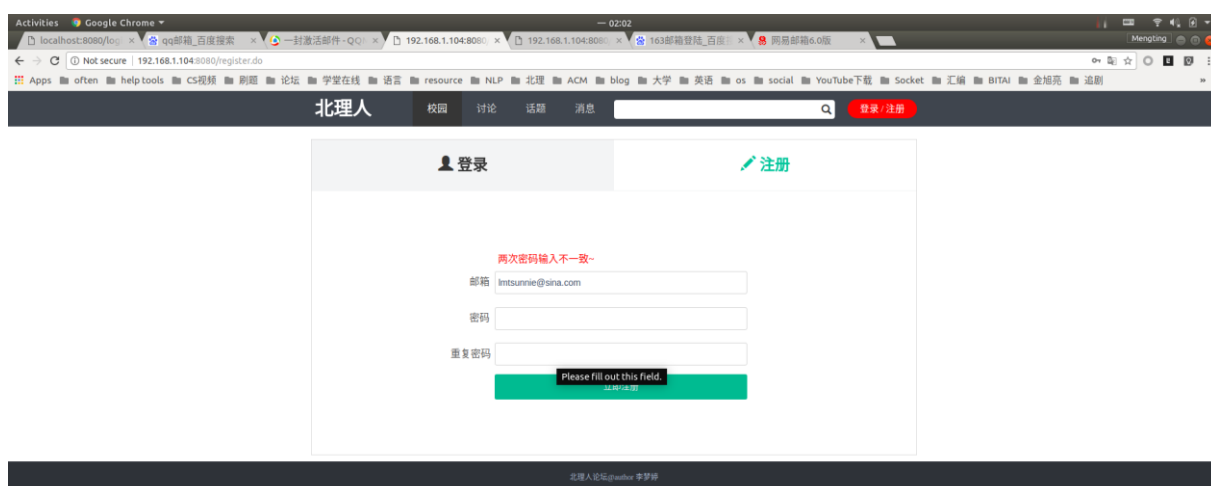 Activities Google Chrome 02:02
localhost:8080/log qq邮箱_百度搜索 一封激活邮件 - QQ 192.168.1.104:8080, 192.168.1.104:8080, 163邮箱登陆_百度 网易邮箱6.0版 Mengting
Not secure 192.168.1.104:8080/register.do
Apps often help tools CS视频 刷题 论坛 学堂在线 语言 resource NLP 北理 ACM blog 大学 英语 os social YouTube下载 Socket 汇编 BITAI 金旭亮 追剧 »
北理人 校园 讨论 话题 消息 登录 / 注册
登录 注册
两次密码输入不一致~
邮箱 lmtsunnie@sina.com
密码
重复密码
Please fill out this field.
立即注册
北理人论坛@author 李梦婷